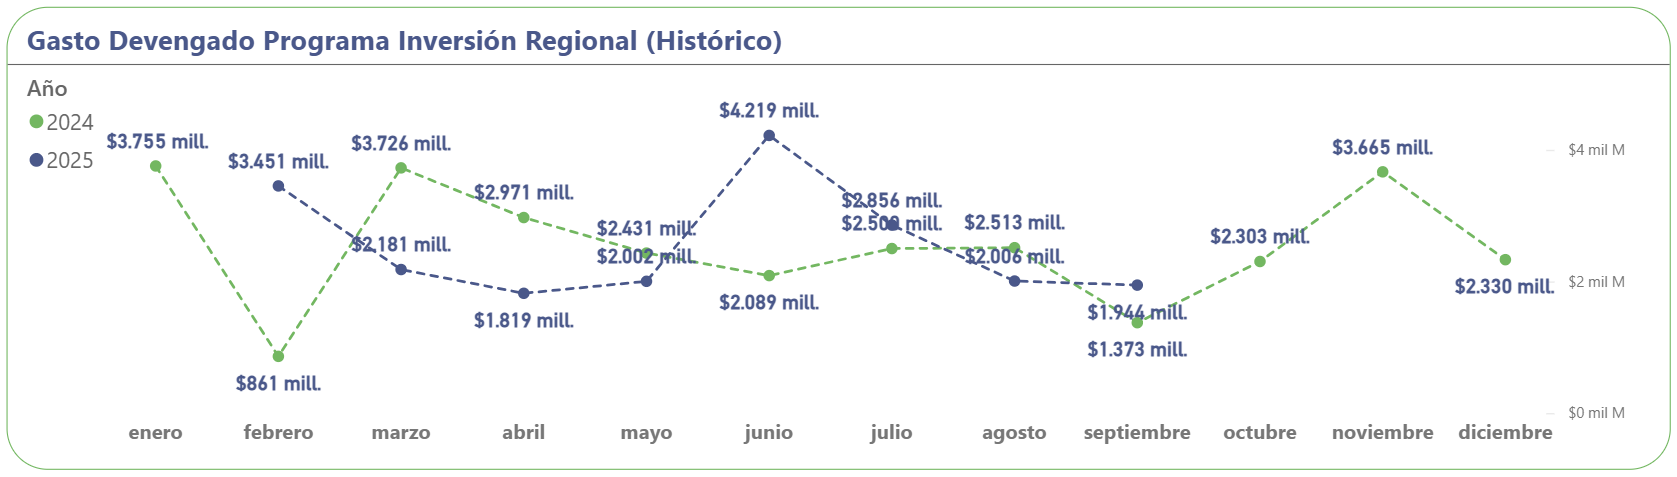 Gasto Devengado Programa Inversión Regional (Histórico)
Año
2024
2025
$3.755 mill.
$3.451 mill.
$861 mill.
$3.726 mill.
$2.181 mill.
$2.971 mill.
$1.819 mill.
$2.431 mill.
$2.002 mill.
$4.219 mill.
$2.089 mill.
$2.856 mill.
$2.500 mill.
$2.513 mill.
$2.006 mill.
$1.944 mill.
$1.373 mill.
$2.303 mill.
$3.665 mill.
$2.330 mill.
$4 mil M
$2 mil M
$0 mil M
enero febrero marzo abril mayo junio julio agosto septiembre octubre noviembre diciembre